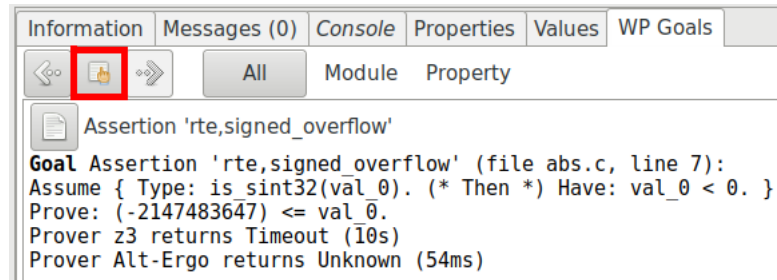 Information Messages (0) Console Properties Values WP Goals
All Module Property
Assertion 'rte,signed_overflow'
Goal Assertion 'rte,signed_overflow' (file abs.c, line 7):
Assume { Type: is_sint32(val_0). (* Then *) Have: val_0 < 0. }
Prove: (-2147483647) <= val_0.
Prover z3 returns Timeout (10s)
Prover Alt-Ergo returns Unknown (54ms)